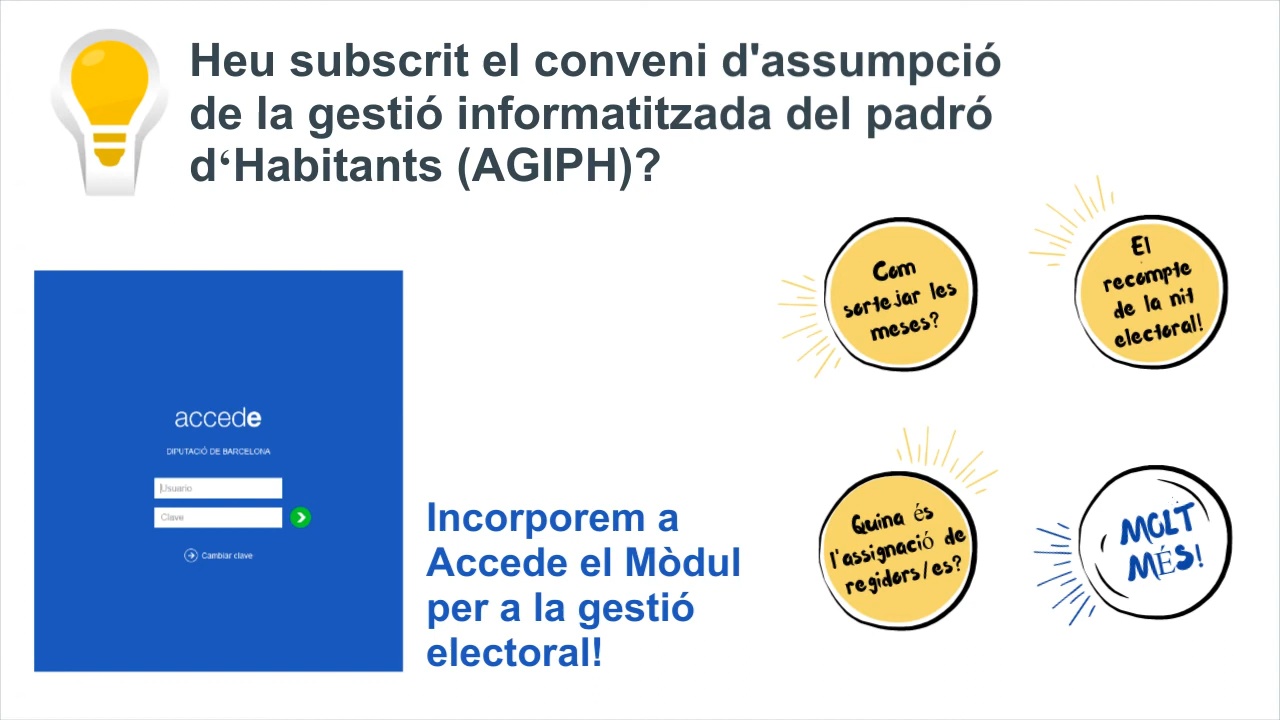 Heu subscrit el conveni d'assumpció
de la gestió informatitzada del padró
d‘Habitants (AGIPH)?
Com
sortejar les
meses?
El
recompte
de la nit
electoral!
accede
DIPUTACIÓ DE BARCELONA
Usuario
Clave
Cambiar clave
Incorporem a
Accede el Mòdul
per a la gestió
electoral!
Quina és
l'assignació de
regidors/es?
MOLT
MÉS!